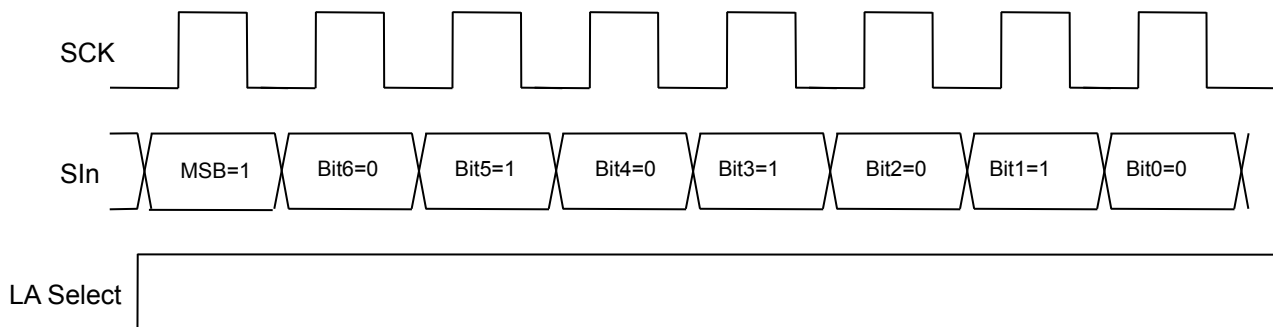 SCK
SIn MSB=1 Bit6=0 Bit5=1 Bit4=0 Bit3=1 Bit2=0 Bit1=1 Bit0=0
LA Select